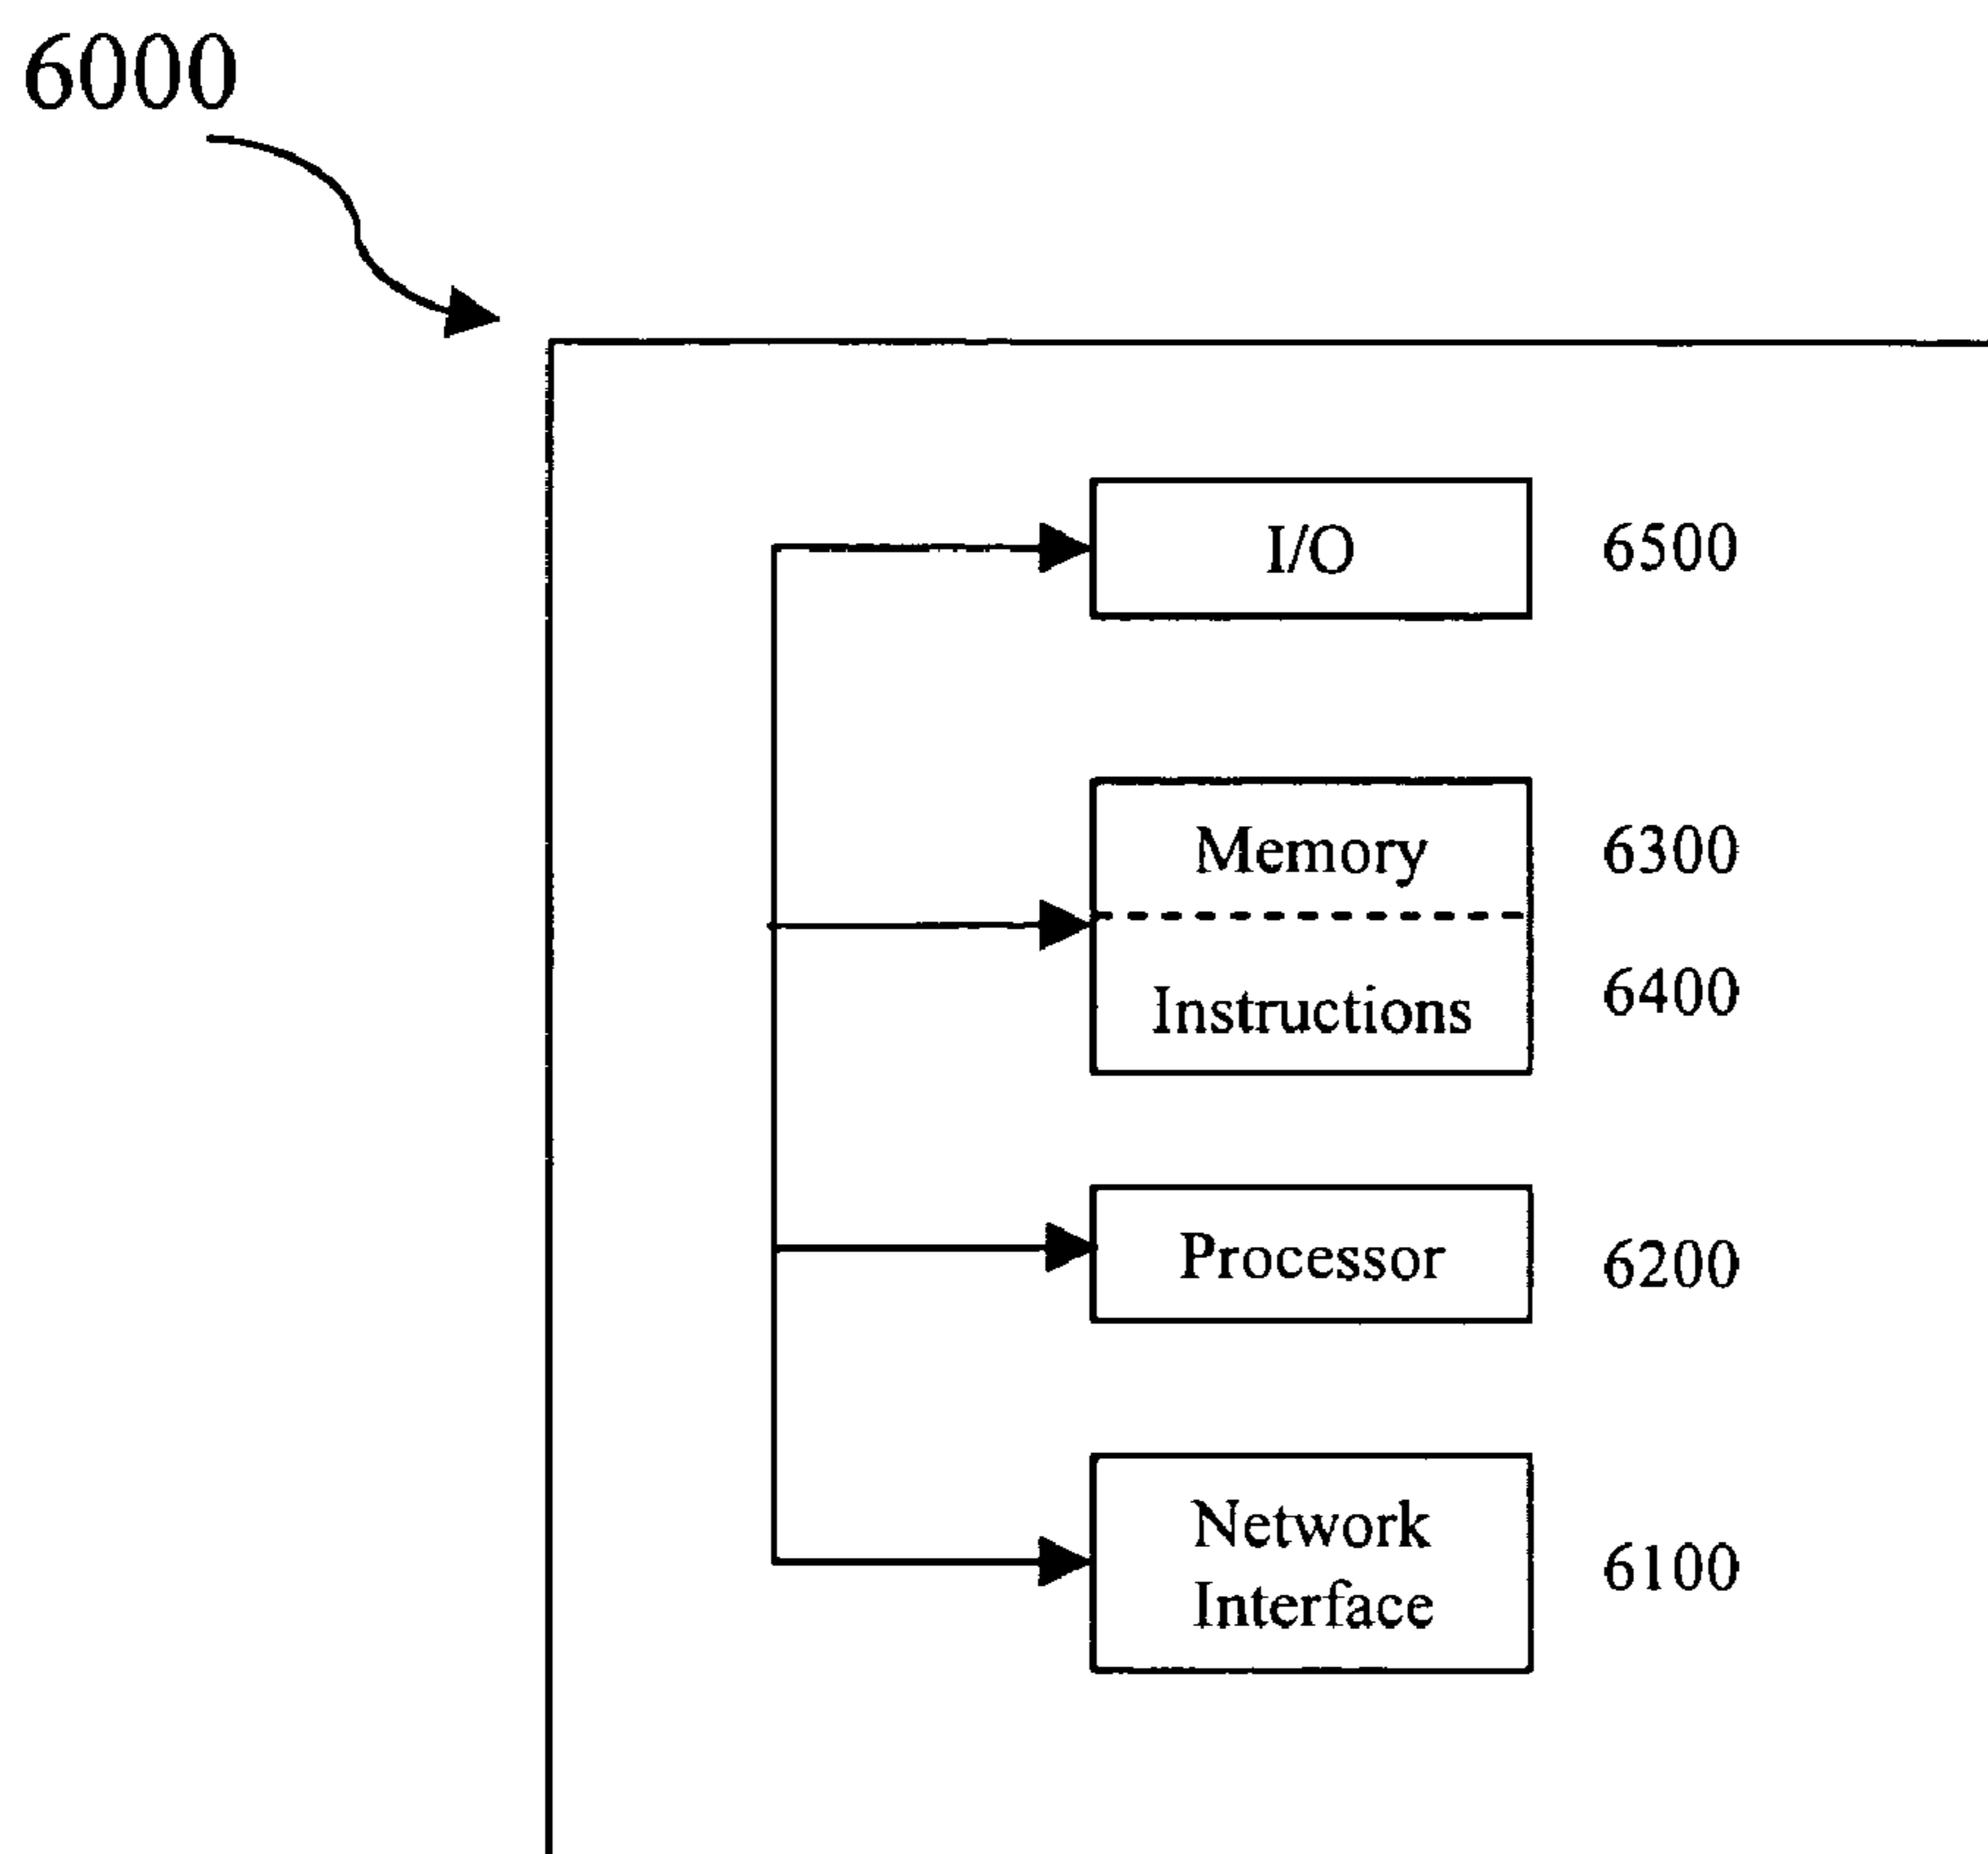 6000
I/O 6500
Memory 6300
Instructions 6400
Processor 6200
Network
Interface
6100